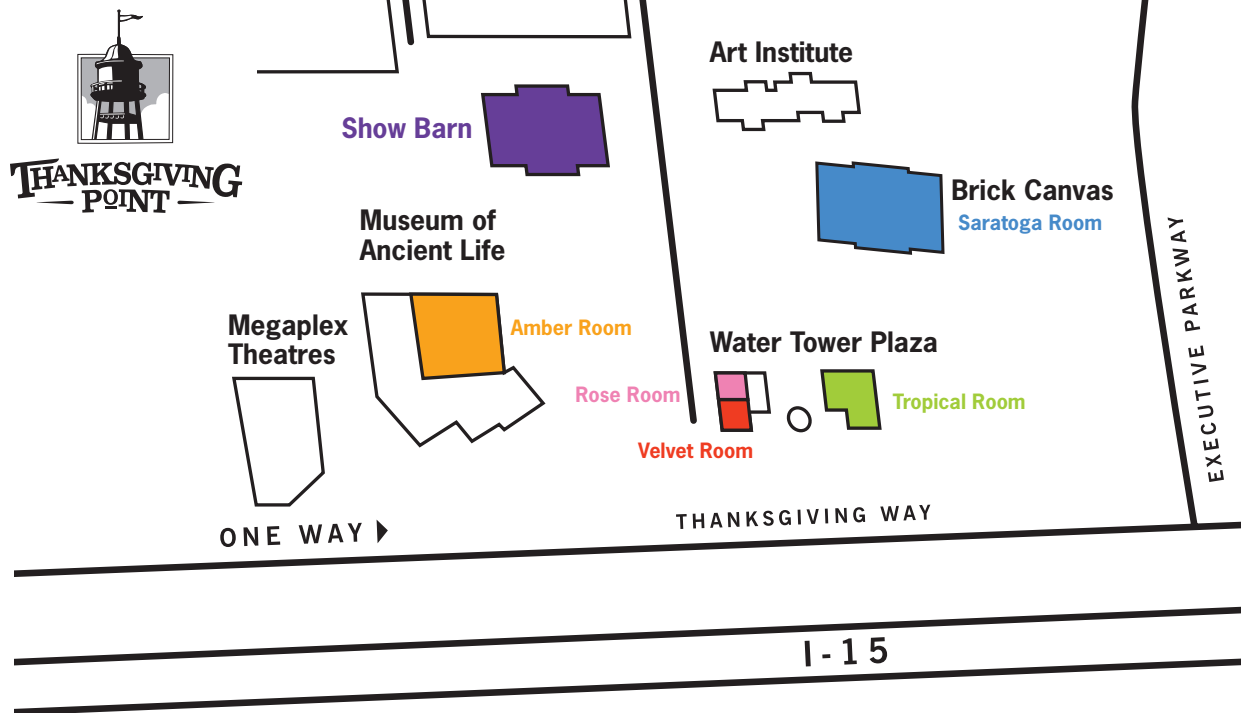 THANKSGIVING
POINT
Art Institute
Show Barn
Brick Canvas
Saratoga Room
Museum of
Ancient Life
Megaplex
Theatres
Amber Room
Water Tower Plaza
Rose Room
Tropical Room
Velvet Room
EXECUTIVE PARKWAY
ONE WAY
THANKSGIVING WAY
I-15